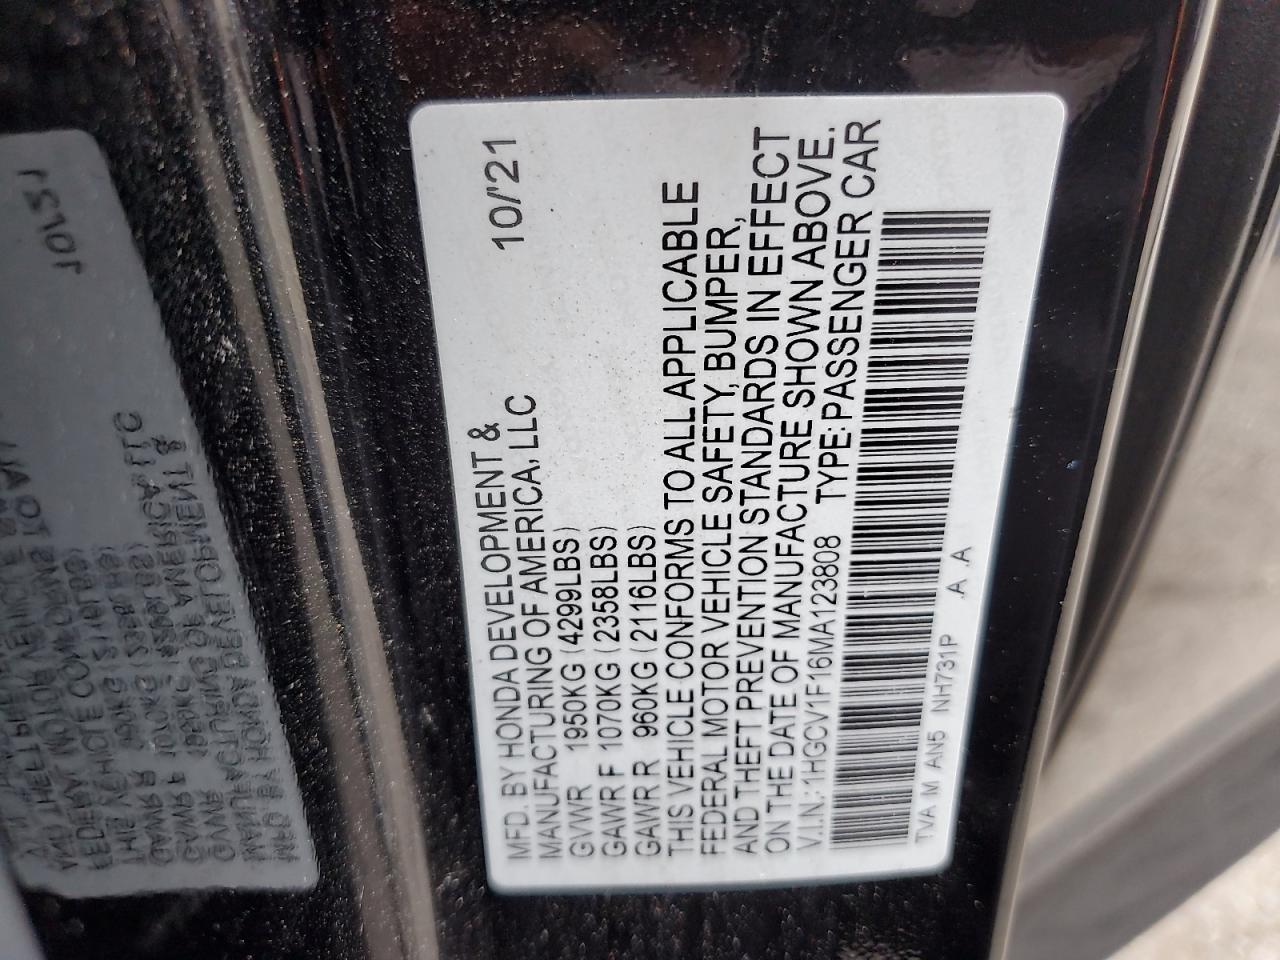 MFD. BY HONDA DEVELOPMENT & 10/'21
MANUFACTURING OF AMERICA, LLC
GVWR 1950KG (4299LBS)
GAWR F 1070KG (2358LBS)
GAWR R 960KG (2116LBS)
THIS VEHICLE CONFORMS TO ALL APPLICABLE
FEDERAL MOTOR VEHICLE SAFETY, BUMPER,
AND THEFT PREVENTION STANDARDS IN EFFECT
ON THE DATE OF MANUFACTURE SHOWN ABOVE.
V.I.N.:1HGCV1F16MA123808 TYPE:PASSENGER CAR
TVA M AN5 NH731P .A .A